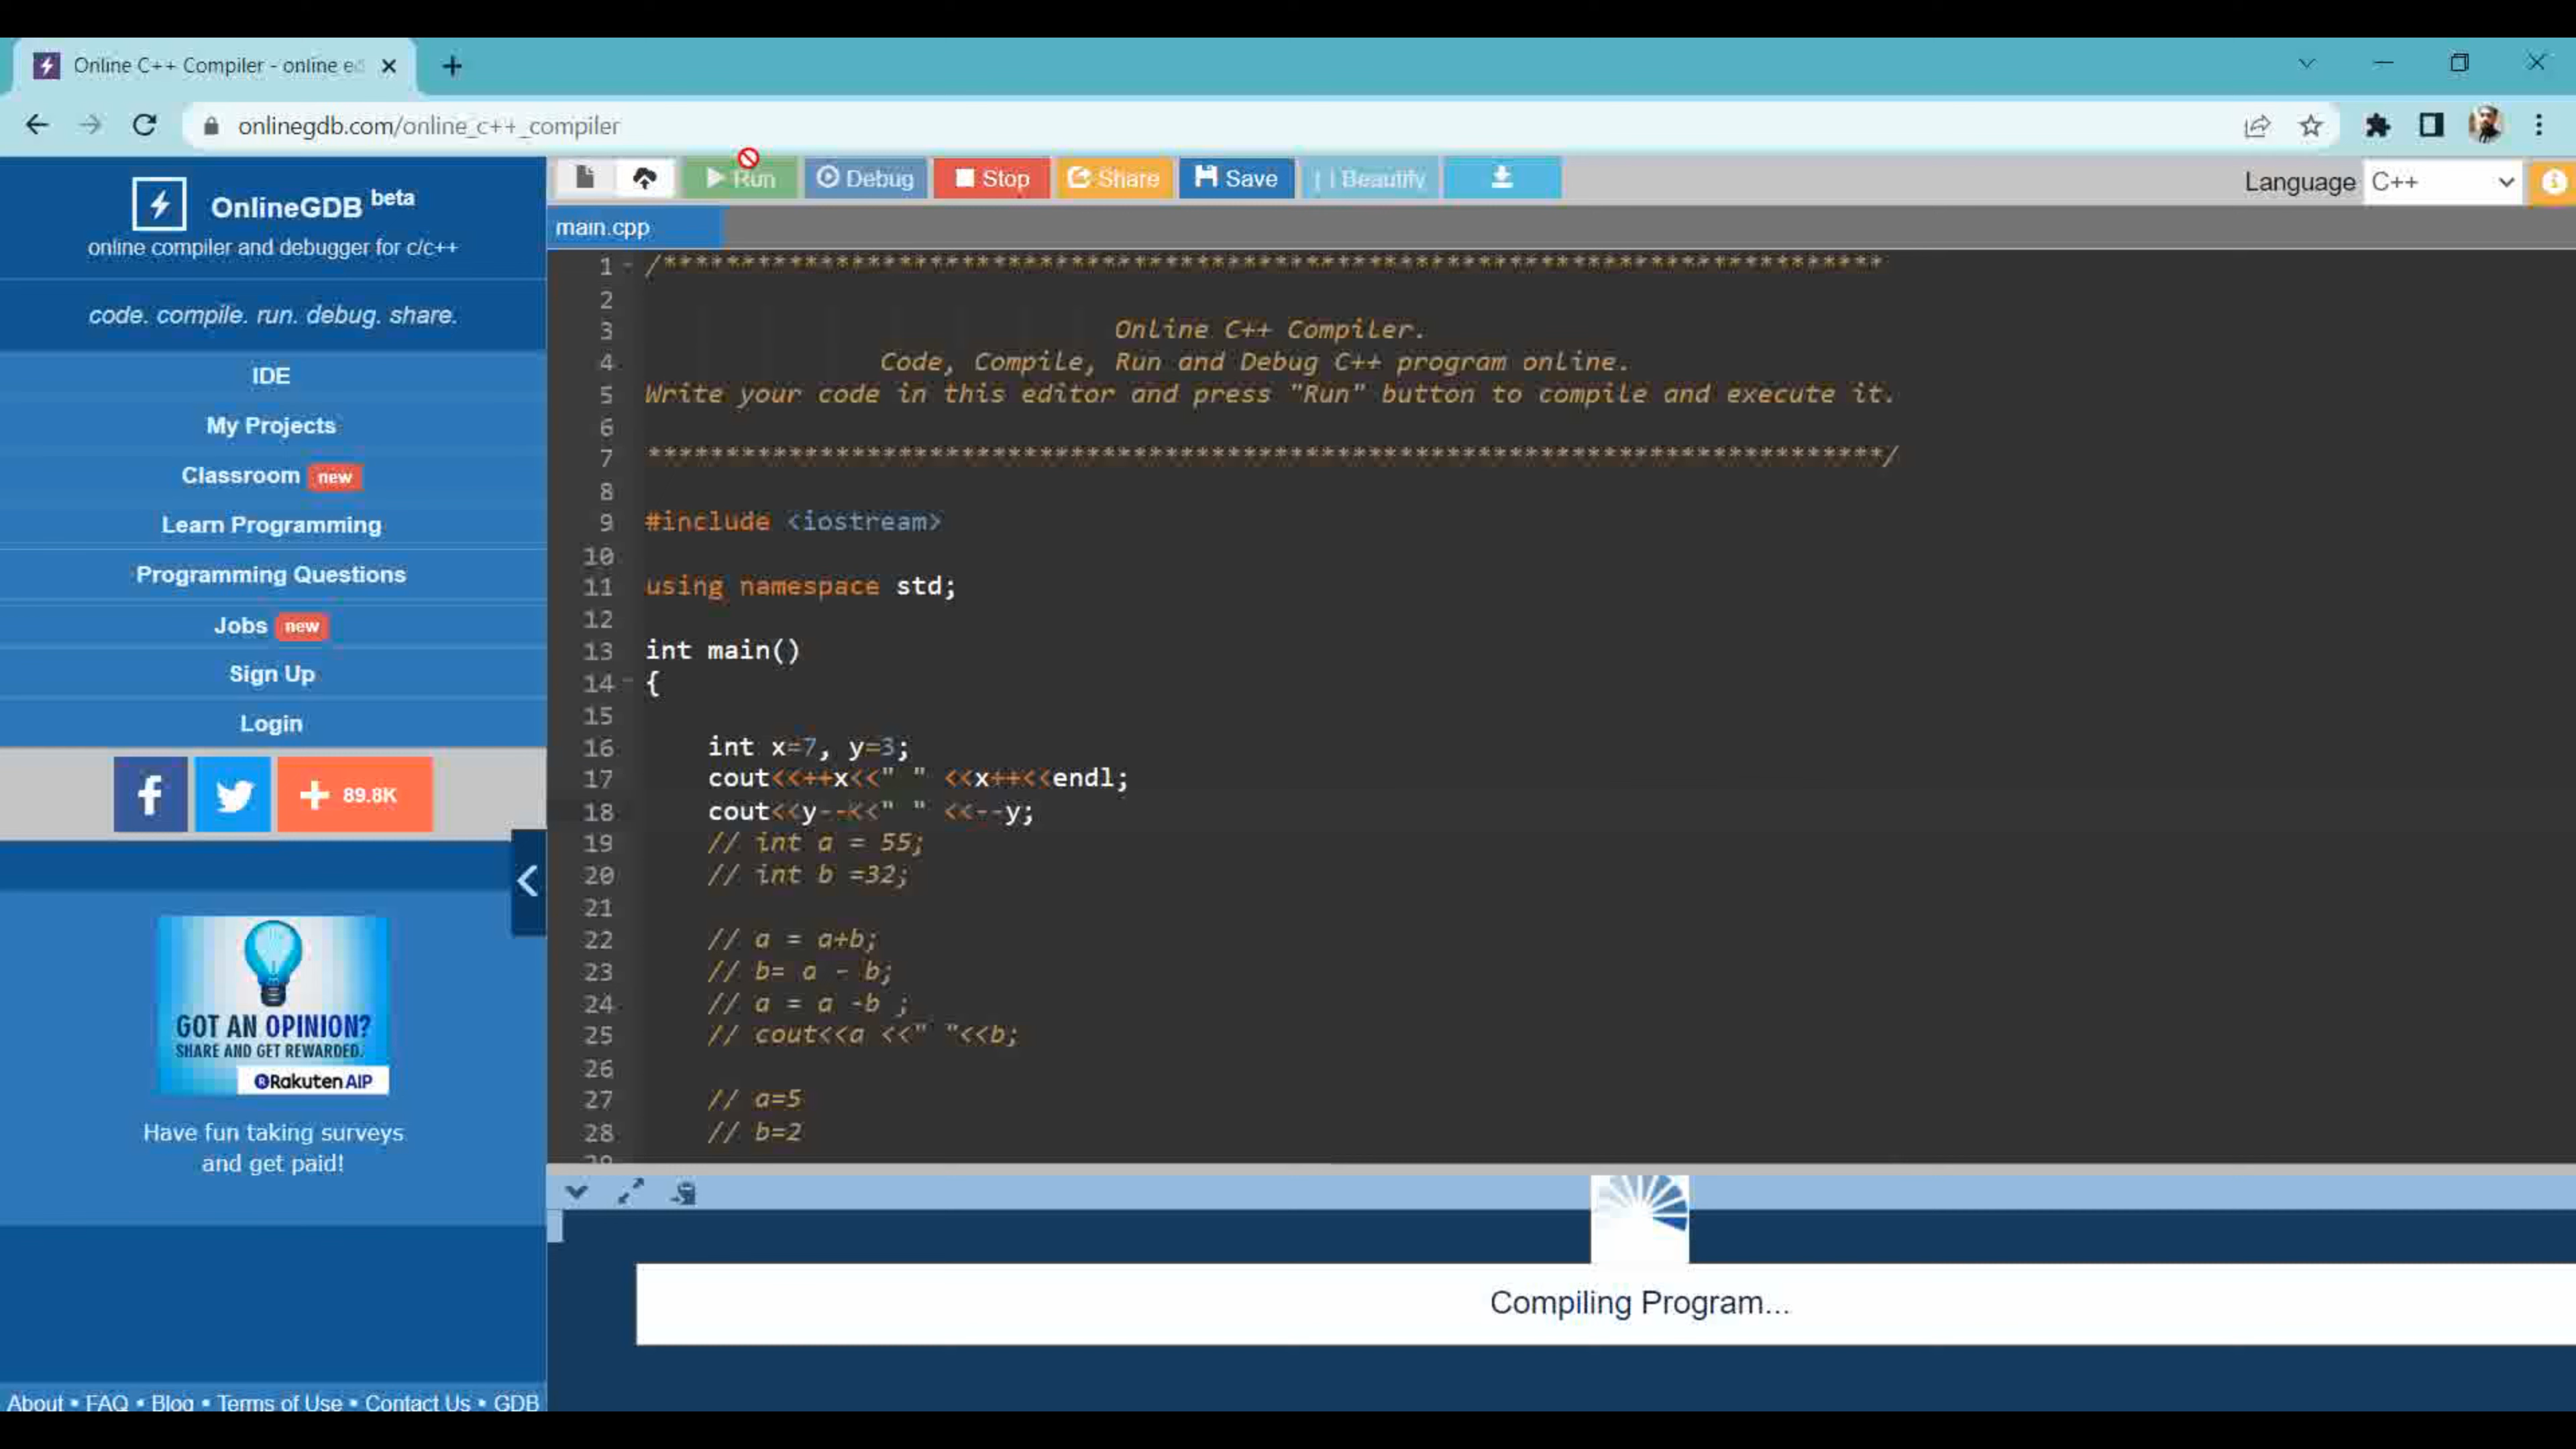 Online C++ Compiler - online ed
onlinegdb.com/online_c++_compiler
OnlineGDB beta
online compiler and debugger for c/c++
code. compile. run. debug. share.
IDE
My Projects
Classroom new
Learn Programming
Programming Questions
Jobs new
Sign Up
Login
f
+ 89.8K
GOT AN OPINION?
SHARE AND GET REWARDED.
Rakuten AIP
Have fun taking surveys
and get paid!
About • FAQ • Blog • Terms of Use • Contact Us • GDB
Run Debug Stop Share Save Beautify
Language C++
main.cpp
1 /******************************************************************************
2
3 Online C++ Compiler.
4 Code, Compile, Run and Debug C++ program online.
5 Write your code in this editor and press "Run" button to compile and execute it.
6
7 *******************************************************************************/
8
9 #include <iostream>
10
11 using namespace std;
12
13 int main()
14 {
15
16 int x=7, y=3;
17 cout<<++x<<" " <<x++<<endl;
18 cout<<y--<<" " <<--y;
19 // int a = 55;
20 // int b =32;
21
22 // a = a+b;
23 // b= a - b;
24 // a = a -b ;
25 // cout<<a <<" "<<b;
26
27 // a=5
28 // b=2
Compiling Program...